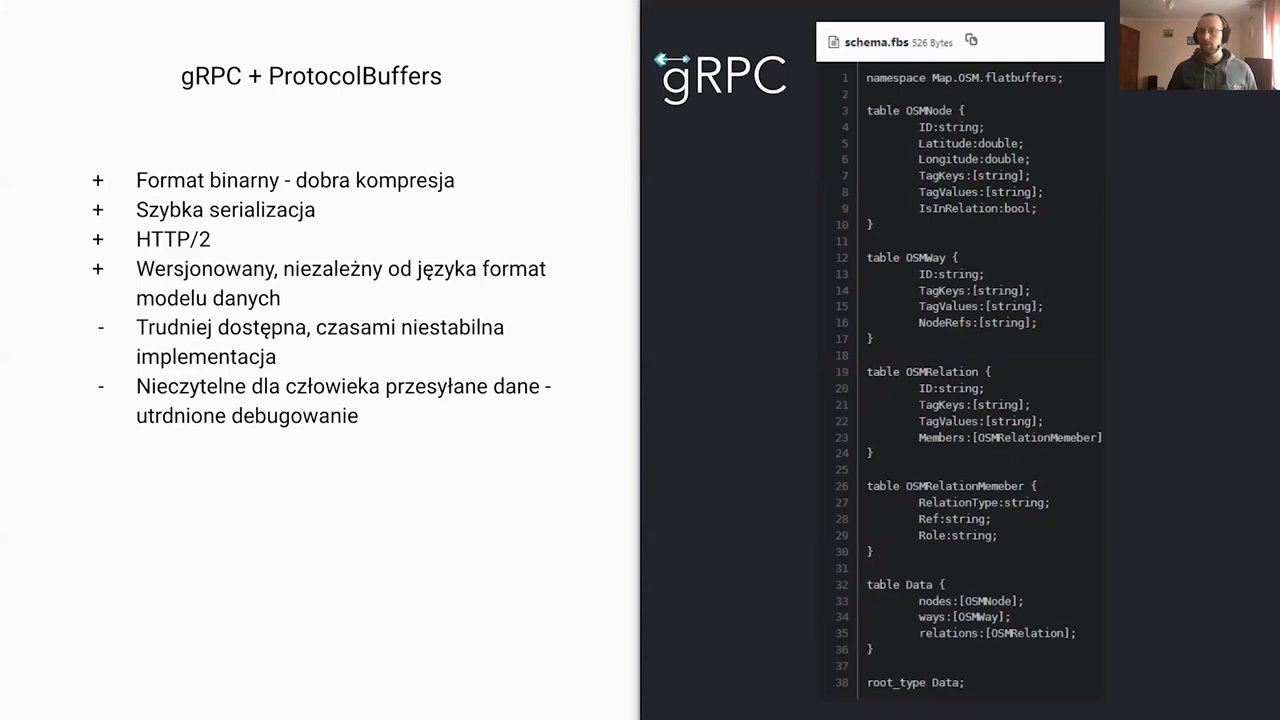 gRPC + ProtocolBuffers
+ Format binarny - dobra kompresja
+ Szybka serializacja
+ HTTP/2
+ Wersjonowany, niezależny od języka format
modelu danych
- Trudniej dostępna, czasami niestabilna
implementacja
- Nieczytelne dla człowieka przesyłane dane -
utrdnione debugowanie
gRPC
schema.fbs 526 Bytes
1 namespace Map.OSM.flatbuffers;
2
3 table OSMNode {
4 ID:string;
5 Latitude:double;
6 Longitude:double;
7 TagKeys:[string];
8 TagValues:[string];
9 IsInRelation:bool;
10 }
11
12 table OSMWay {
13 ID:string;
14 TagKeys:[string];
15 TagValues:[string];
16 NodeRefs:[string];
17 }
18
19 table OSMRelation {
20 ID:string;
21 TagKeys:[string];
22 TagValues:[string];
23 Members:[OSMRelationMemeber]
24 }
25
26 table OSMRelationMemeber {
27 RelationType:string;
28 Ref:string;
29 Role:string;
30 }
31
32 table Data {
33 nodes:[OSMNode];
34 ways:[OSMWay];
35 relations:[OSMRelation];
36 }
37
38 root_type Data;